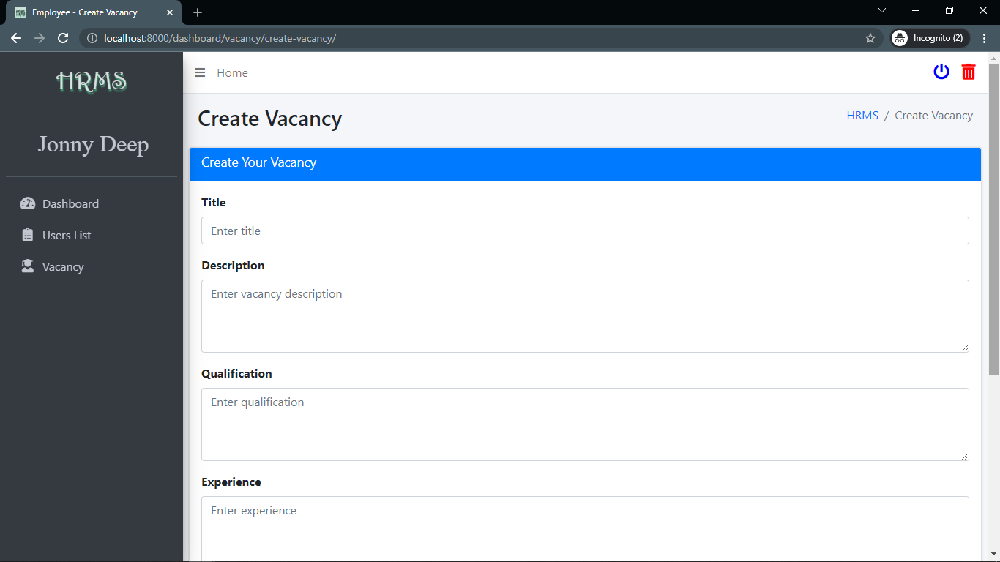 Employee - Create Vacancy
localhost:8000/dashboard/vacancy/create-vacancy/
Incognito (2)
HRMS
Home
Jonny Deep
Create Vacancy
HRMS / Create Vacancy
Dashboard
Users List
Vacancy
Create Your Vacancy
Title
Enter title
Description
Enter vacancy description
Qualification
Enter qualification
Experience
Enter experience